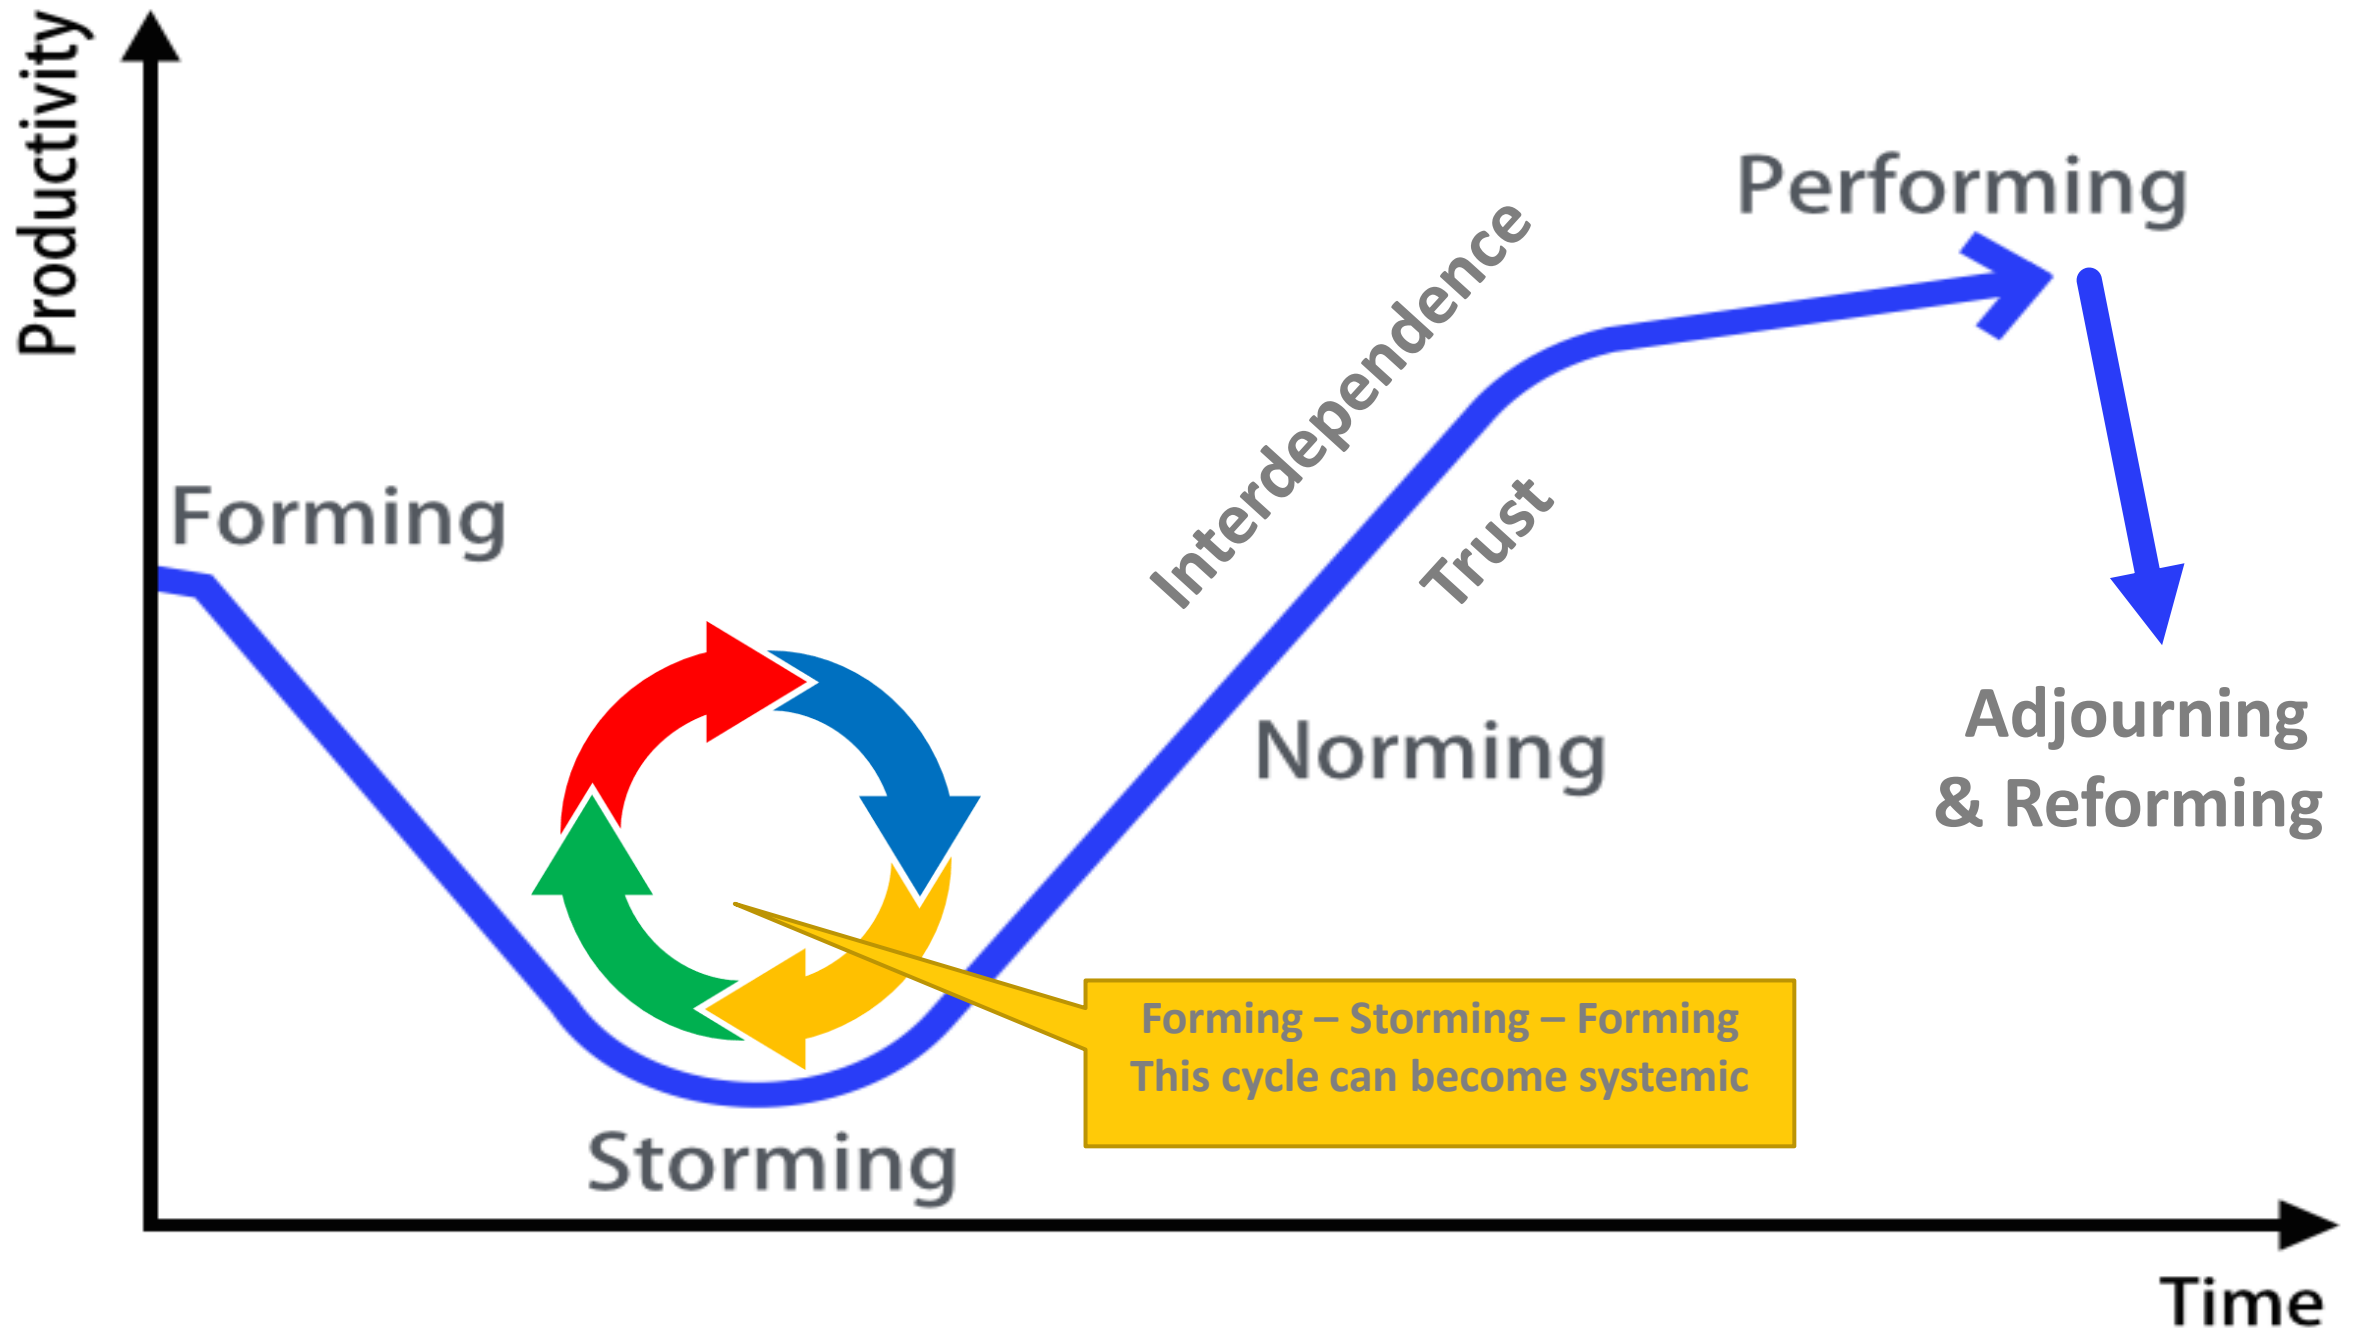 Productivity
Performing
Interdependence
Forming
Trust
Adjourning
& Reforming
Norming
Forming – Storming – Forming
This cycle can become systemic
Storming
Time